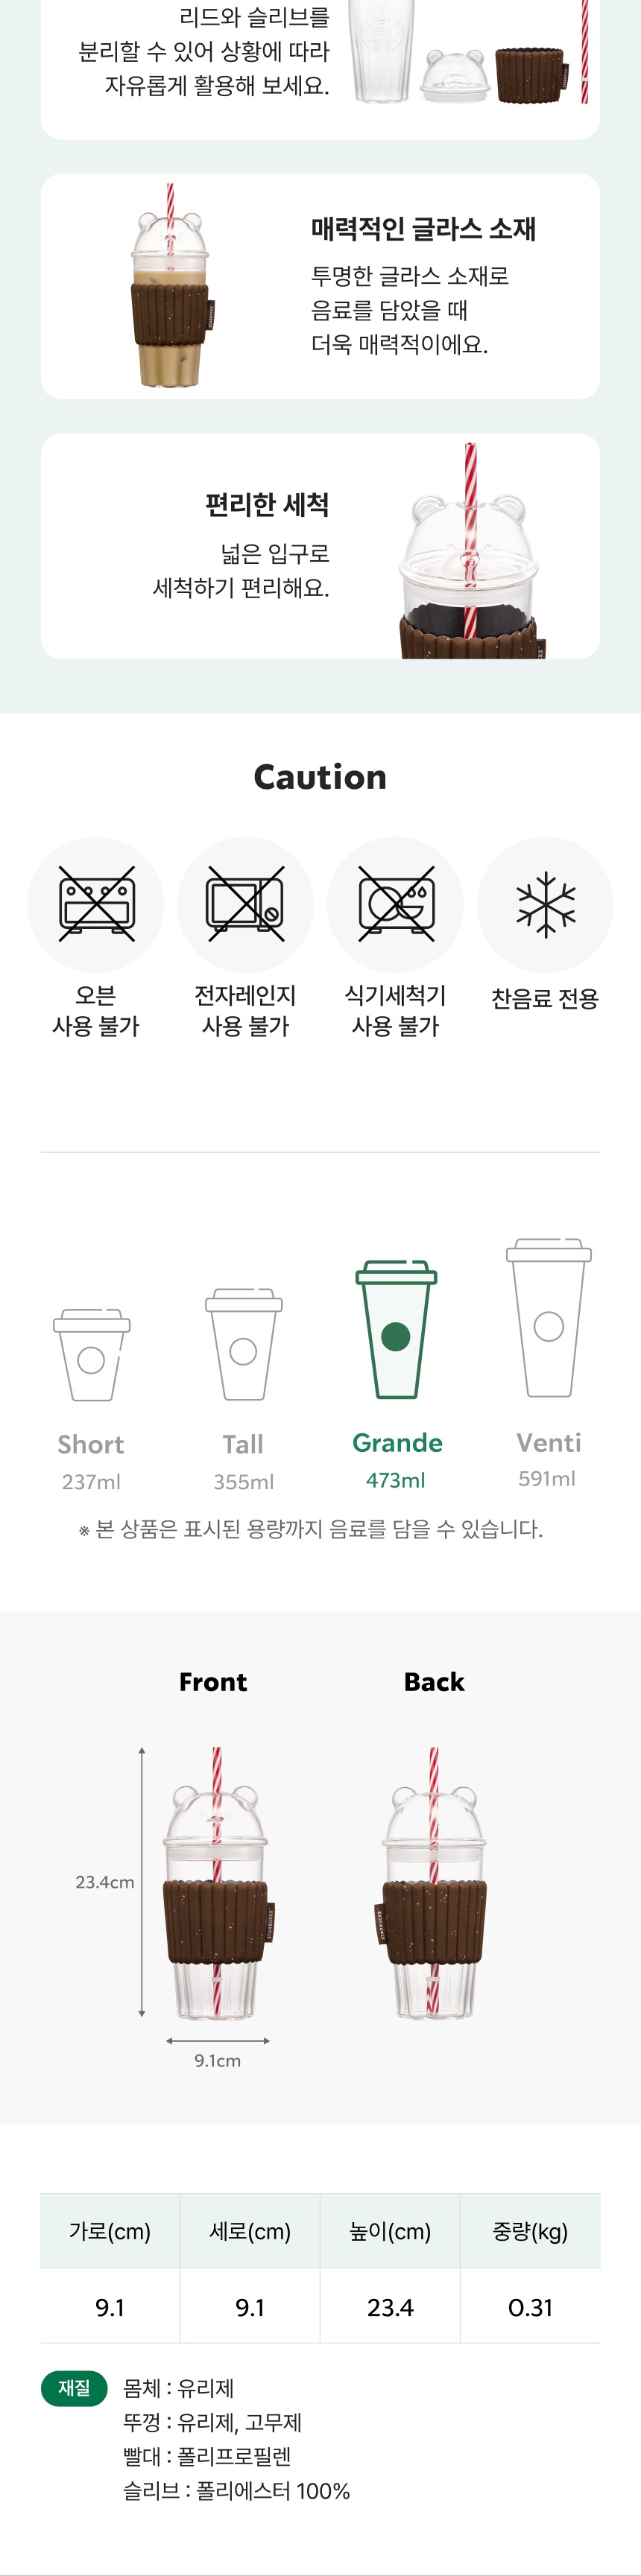 리드와 슬리브를
분리할 수 있어 상황에 따라
자유롭게 활용해 보세요.
매력적인 글라스 소재
투명한 글라스 소재로
음료를 담았을 때
더욱 매력적이에요.
STARBUCKS
편리한 세척
넓은 입구로
세척하기 편리해요.
Caution
오븐
사용 불가
전자레인지
사용 불가
식기세척기
사용 불가
찬음료 전용
Short
237ml
Tall
355ml
Grande
473ml
Venti
591ml
※ 본 상품은 표시된 용량까지 음료를 담을 수 있습니다.
Front
Back
23.4cm
STARBUCKS
STARBUCKS
9.1cm
가로(cm) 세로(cm) 높이(cm) 중량(kg)
9.1 9.1 23.4 0.31
재질
몸체 : 유리제
뚜껑 : 유리제, 고무제
빨대 : 폴리프로필렌
슬리브 : 폴리에스터 100%